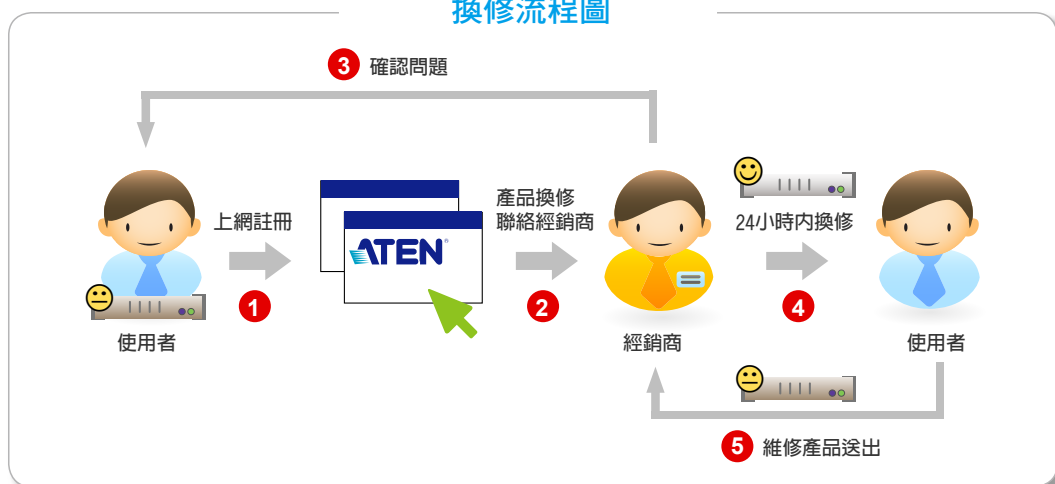 換修流程圖
3 確認問題
上網註冊
1
使用者
ATEN®
產品換修
聯絡經銷商
2
經銷商
24小時內換修
4
使用者
5 維修產品送出